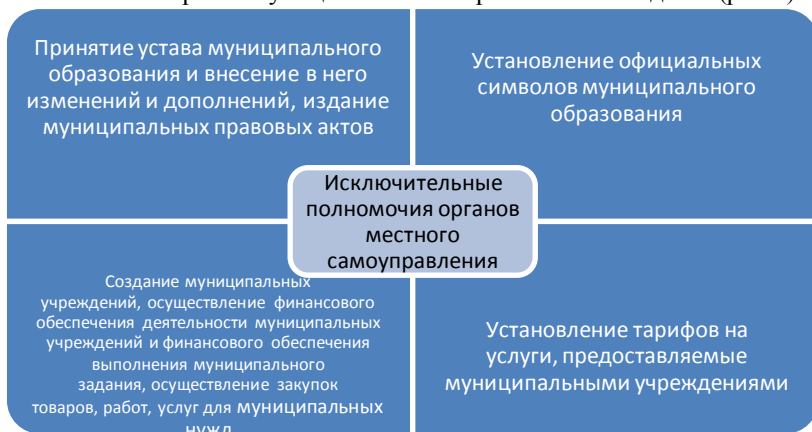 Принятие устава муниципального
образования и внесение в него
изменений и дополнений, издание
муниципальных правовых актов
Установление официальных
символов муниципального
образования
Исключительные
полномочия органов
местного
самоуправления
Создание муниципальных
учреждений, осуществление финансового
обеспечения деятельности муниципальных
учреждений и финансового обеспечения
выполнения муниципального
задания, осуществление закупок
товаров, работ, услуг для муниципальных
нужд
Установление тарифов на
услуги, предоставляемые
муниципальными учреждениями